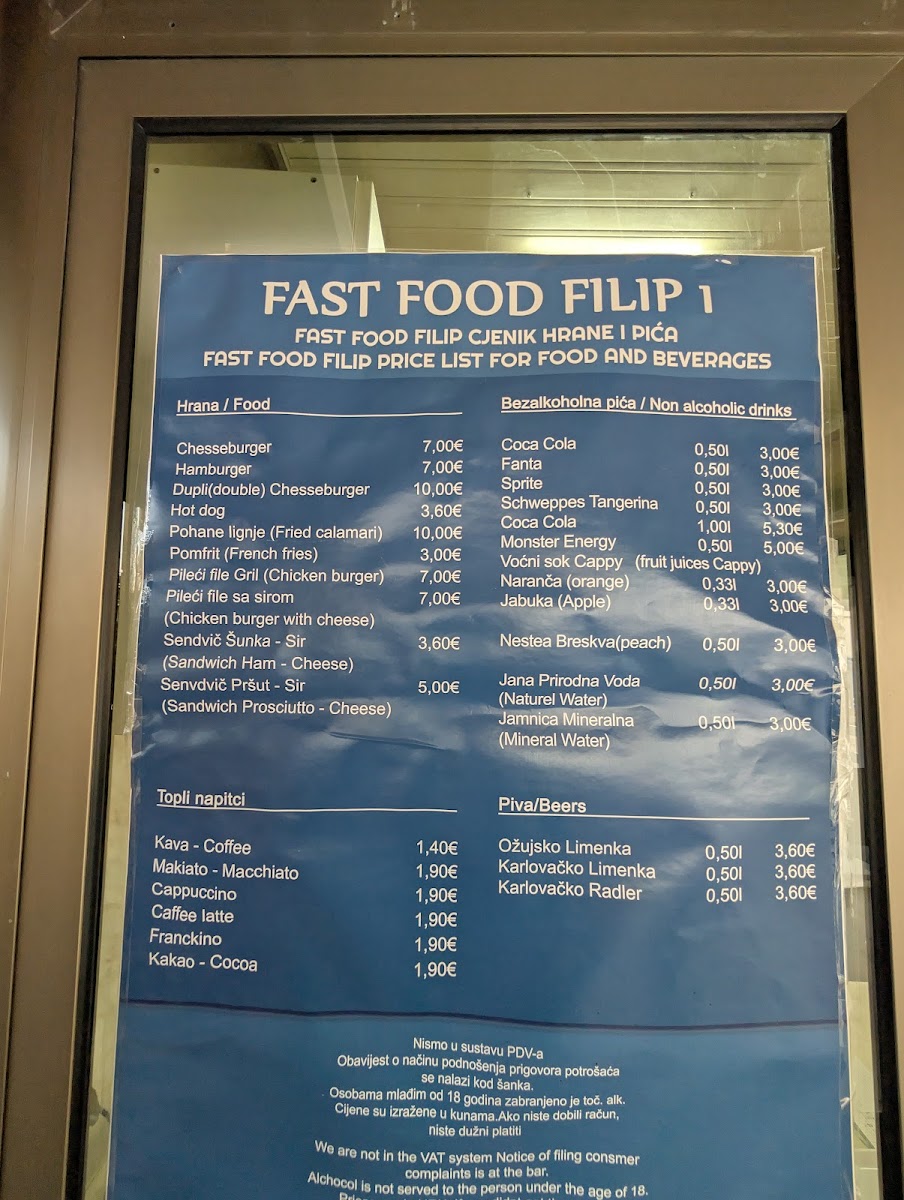 FAST FOOD FILIP 1
FAST FOOD FILIP CJENIK HRANE I PIĆA
FAST FOOD FILIP PRICE LIST FOR FOOD AND BEVERAGES
Hrana / Food
Chesseburger 7,00€
Hamburger 7,00€
Dupli(double) Chesseburger 10,00€
Hot dog 3,60€
Pohane lignje (Fried calamari) 10,00€
Pomfrit (French fries) 3,00€
Pileći file Gril (Chicken burger) 7,00€
Pileći file sa sirom 7,00€
(Chicken burger with cheese)
Sendvič Šunka - Sir 3,60€
(Sandwich Ham - Cheese)
Senvdvič Pršut - Sir 5,00€
(Sandwich Prosciutto - Cheese)
Bezalkoholna pića / Non alcoholic drinks
Coca Cola 0,50l 3,00€
Fanta 0,50l 3,00€
Sprite 0,50l 3,00€
Schweppes Tangerina 0,50l 3,00€
Coca Cola 1,00l 5,30€
Monster Energy 0,50l 5,00€
Voćni sok Cappy (fruit juices Cappy)
Naranča (orange) 0,33l 3,00€
Jabuka (Apple) 0,33l 3,00€
Nestea Breskva(peach) 0,50l 3,00€
Jana Prirodna Voda 0,50l 3,00€
(Naturel Water)
Jamnica Mineralna 0,50l 3,00€
(Mineral Water)
Topli napitci
Kava - Coffee 1,40€
Makiato - Macchiato 1,90€
Cappuccino 1,90€
Caffee latte 1,90€
Franckino 1,90€
Kakao - Cocoa 1,90€
Piva/Beers
Ožujsko Limenka 0,50l 3,60€
Karlovačko Limenka 0,50l 3,60€
Karlovačko Radler 0,50l 3,60€
Nismo u sustavu PDV-a
Obavijest o načinu podnošenja prigovora potrošaća
se nalazi kod šanka.
Osobama mlađim od 18 godina zabranjeno je toč. alk.
Cijene su izražene u kunama.Ako niste dobili račun,
niste dužni platiti
We are not in the VAT system Notice of filing consmer
complaints is at the bar.
Alchocol is not served to the person under the age of 18.